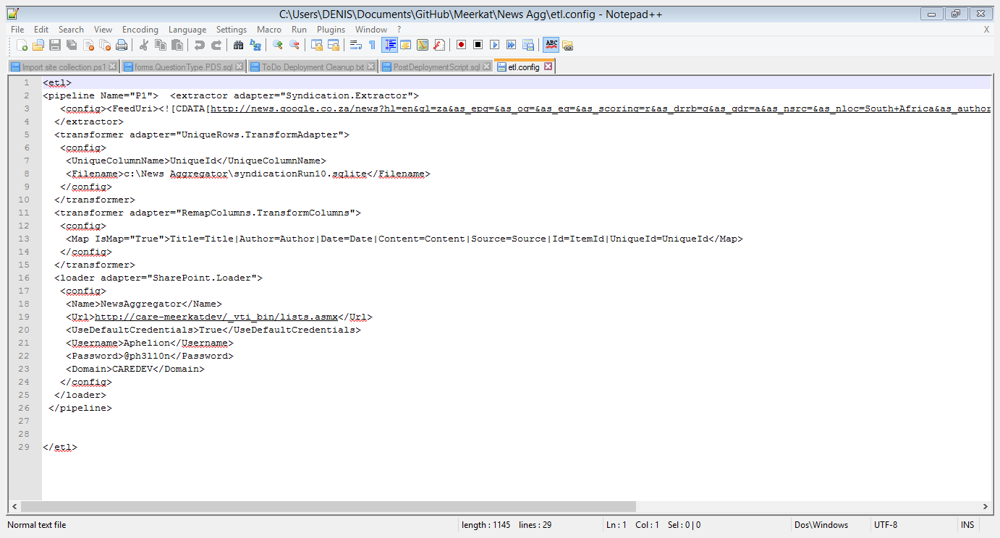 C:\Users\DENIS\Documents\GitHub\Meerkat\News Agg\etl.config - Notepad++
File Edit Search View Encoding Language Settings Macro Run Plugins Window ? X
Import site collection.ps1 forms.QuestionType.PDS.sql ToDo Deployment Cleanup.txt PostDeploymentScript.sql etl.config
1 <etl>
2 <pipeline Name="P1">  <extractor adapter="Syndication.Extractor">
3 <config><FeedUri><![CDATA[http://news.google.co.za/news?hl=en&gl=za&as_epq=&as_oq=&as_eq=&as_scoring=r&as_drrb=q&as_qdr=a&as_nsrc=&as_nloc=South+Africa&as_author
4 </extractor>
5 <transformer adapter="UniqueRows.TransformAdapter">
6 <config>
7 <UniqueColumnName>UniqueId</UniqueColumnName>
8 <Filename>c:\News Aggregator\syndicationRun10.sqlite</Filename>
9 </config>
10 </transformer>
11 <transformer adapter="RemapColumns.TransformColumns">
12 <config>
13 <Map IsMap="True">Title=Title|Author=Author|Date=Date|Content=Content|Source=Source|Id=ItemId|UniqueId=UniqueId</Map>
14 </config>
15 </transformer>
16 <loader adapter="SharePoint.Loader">
17 <config>
18 <Name>NewsAggregator</Name>
19 <Url>http://care-meerkatdev/_vti_bin/lists.asmx</Url>
20 <UseDefaultCredentials>True</UseDefaultCredentials>
21 <Username>Aphelion</Username>
22 <Password>@ph3l10n</Password>
23 <Domain>CAREDEV</Domain>
24 </config>
25 </loader>
26 </pipeline>
27
28
29 </etl>
Normal text file length : 1145 lines : 29 Ln : 1 Col : 1 Sel : 0 | 0 Dos\Windows UTF-8 INS